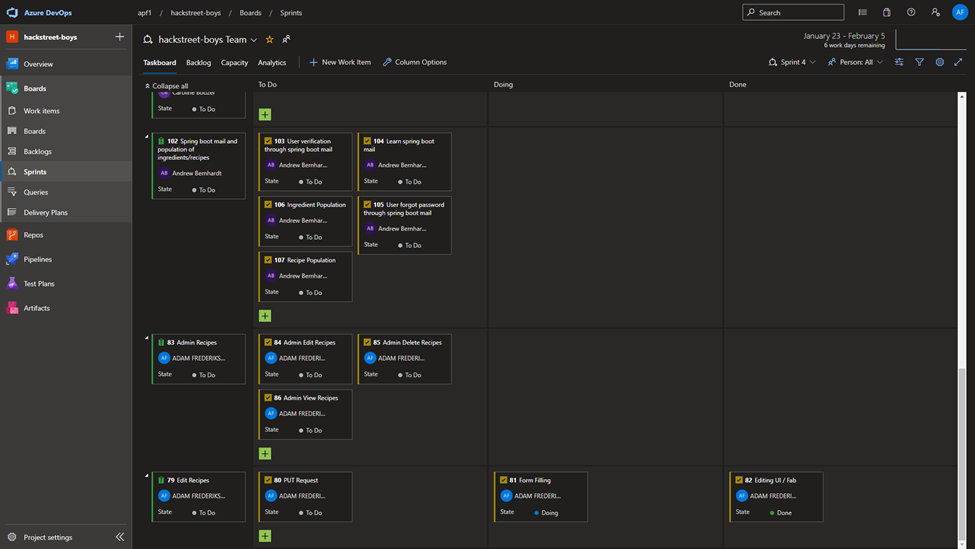 Azure DevOps
apf1 / hackstreet-boys / Boards / Sprints
Search
AF
H hackstreet-boys
Overview
Boards
Work items
Boards
Backlogs
Sprints
Queries
Delivery Plans
Repos
Pipelines
Test Plans
Artifacts
Project settings
hackstreet-boys Team
January 23 - February 5
6 work days remaining
Taskboard Backlog Capacity Analytics New Work Item Column Options
Sprint 4 Person: All
Collapse all To Do Doing Done
Caroline Boozer
State To Do
102 Spring boot mail and
population of
ingredients/recipes
AB Andrew Bernhardt
State To Do
103 User verification
through spring boot mail
AB Andrew Bernhar...
State To Do
104 Learn spring boot
mail
AB Andrew Bernhar...
State To Do
106 Ingredient Population
AB Andrew Bernhar...
State To Do
105 User forgot password
through spring boot mail
AB Andrew Bernhar...
State To Do
107 Recipe Population
AB Andrew Bernhar...
State To Do
83 Admin Recipes
AF ADAM FREDERIKS...
State To Do
84 Admin Edit Recipes
AF ADAM FREDERI...
State To Do
85 Admin Delete Recipes
AF ADAM FREDERI...
State To Do
86 Admin View Recipes
AF ADAM FREDERI...
State To Do
79 Edit Recipes
AF ADAM FREDERIKS...
State To Do
80 PUT Request
AF ADAM FREDERI...
State To Do
81 Form Filling
AF ADAM FREDERI...
State Doing
82 Editing UI / Fab
AF ADAM FREDERI...
State Done